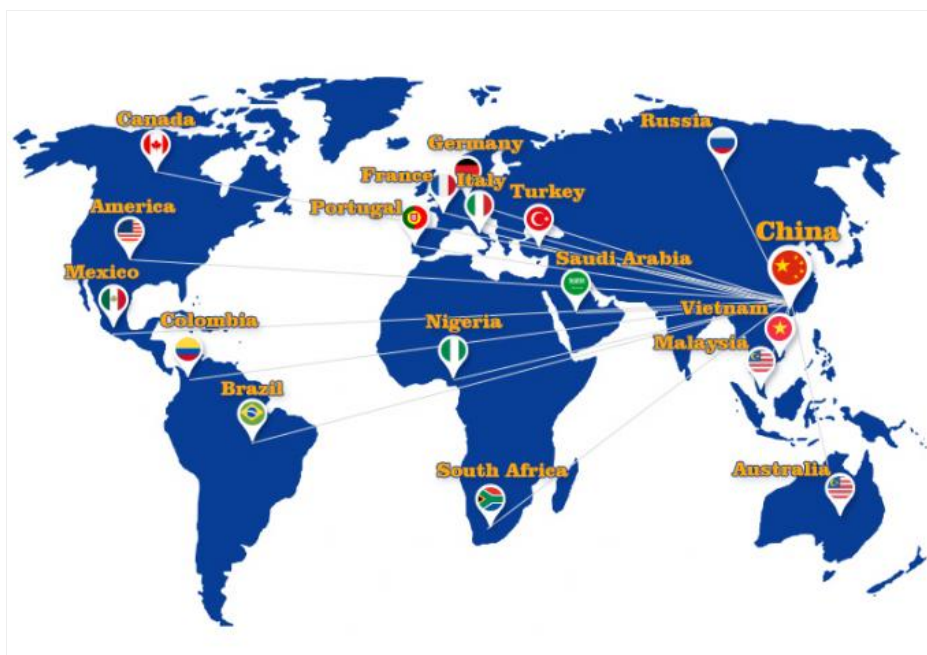 Canada
Russia
Germany
France
Italy
Turkey
Portugal
America
China
Saudi Arabia
Mexico
Vietnam
Colombia
Nigeria
Malaysia
Brazil
South Africa
Australia